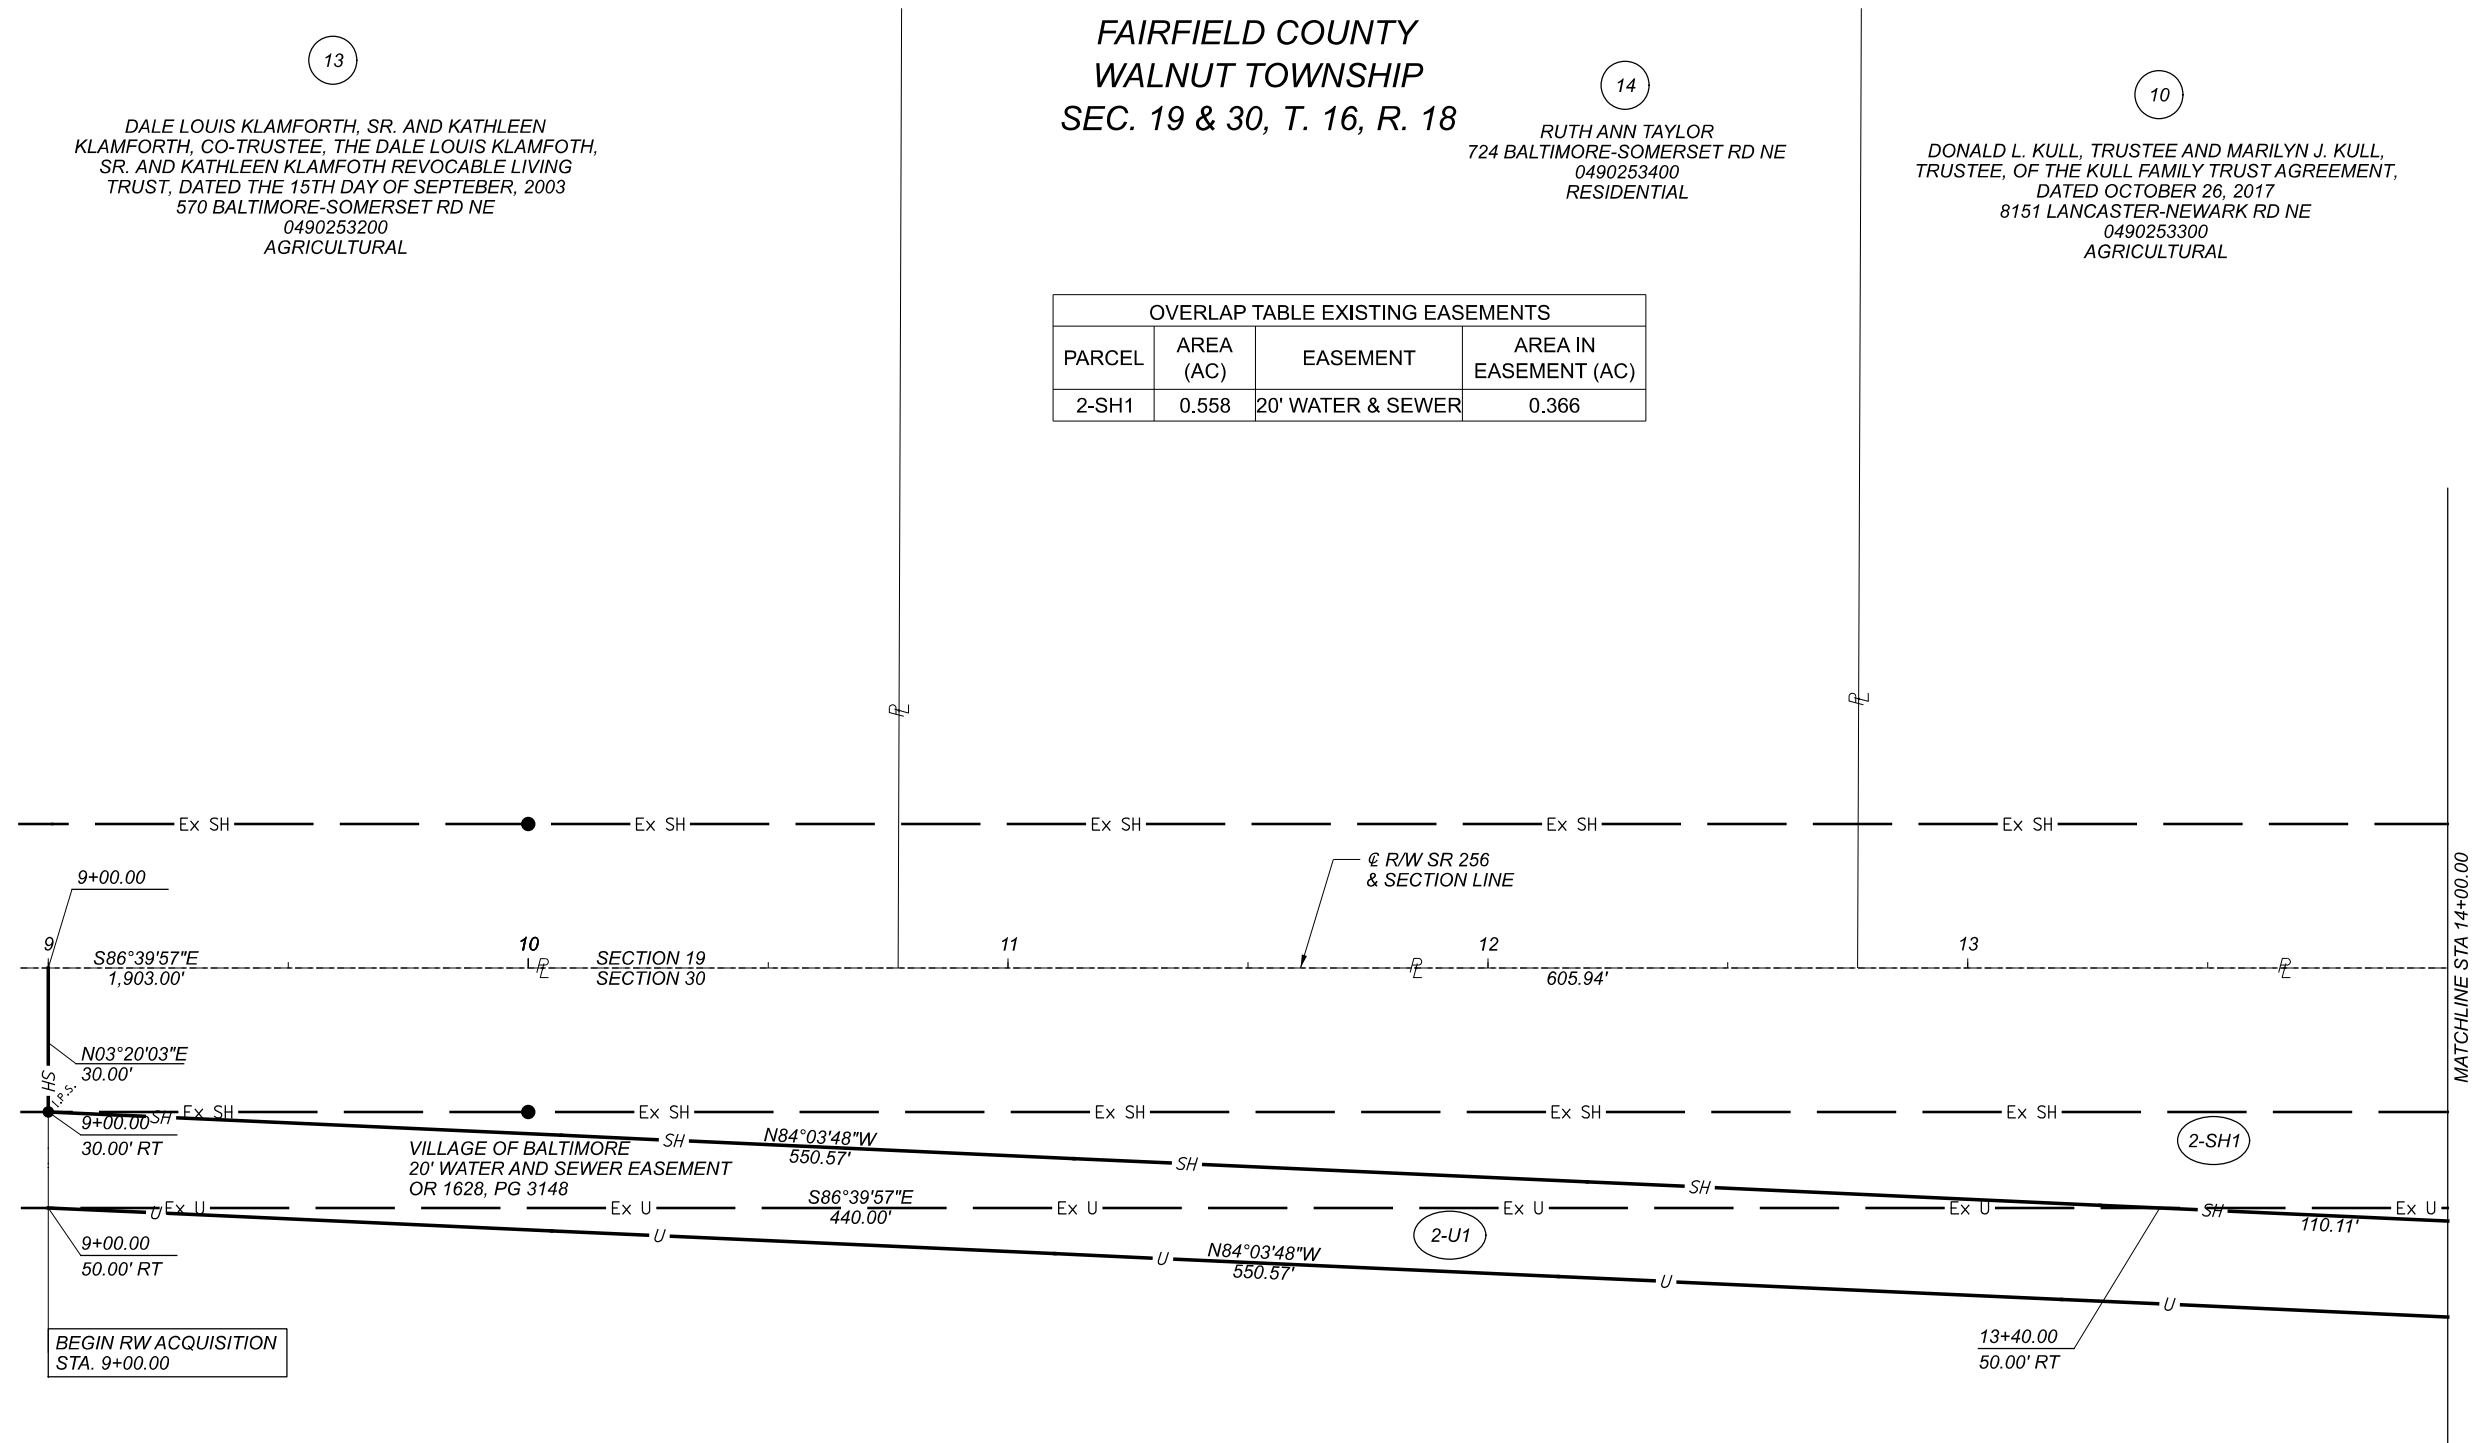 FAIRFIELD COUNTY
WALNUT TOWNSHIP
SEC. 19 & 30, T. 16, R. 18
13
DALE LOUIS KLAMFORTH, SR. AND KATHLEEN
KLAMFORTH, CO-TRUSTEE, THE DALE LOUIS KLAMFOTH,
SR. AND KATHLEEN KLAMFOTH REVOCABLE LIVING
TRUST, DATED THE 15TH DAY OF SEPTEBER, 2003
570 BALTIMORE-SOMERSET RD NE
0490253200
AGRICULTURAL
14
RUTH ANN TAYLOR
724 BALTIMORE-SOMERSET RD NE
0490253400
RESIDENTIAL
10
DONALD L. KULL, TRUSTEE AND MARILYN J. KULL,
TRUSTEE, OF THE KULL FAMILY TRUST AGREEMENT,
DATED OCTOBER 26, 2017
8151 LANCASTER-NEWARK RD NE
0490253300
AGRICULTURAL
OVERLAP TABLE EXISTING EASEMENTS
PARCEL AREA (AC) EASEMENT AREA IN EASEMENT (AC)
2-SH1 0.558 20' WATER & SEWER 0.366
PL
PL
Ex SH Ex SH Ex SH Ex SH Ex SH
9+00.00
℄ R/W SR 256
& SECTION LINE
9 10 11 12 13
S86°39'57"E
1,903.00'
PL
SECTION 19
SECTION 30
PL
605.94'
PL
MATCHLINE STA 14+00.00
N03°20'03"E
30.00'
SH
I.P.S.
Ex SH Ex SH Ex SH Ex SH Ex SH
9+00.00
30.00' RT
SH SH SH SH SH
VILLAGE OF BALTIMORE
20' WATER AND SEWER EASEMENT
OR 1628, PG 3148
N84°03'48"W
550.57'
2-SH1
S86°39'57"E
440.00'
Ex U Ex U Ex U Ex U Ex U Ex U
110.11'
2-U1
U U U U U
9+00.00
50.00' RT
N84°03'48"W
550.57'
BEGIN RW ACQUISITION
STA. 9+00.00
13+40.00
50.00' RT